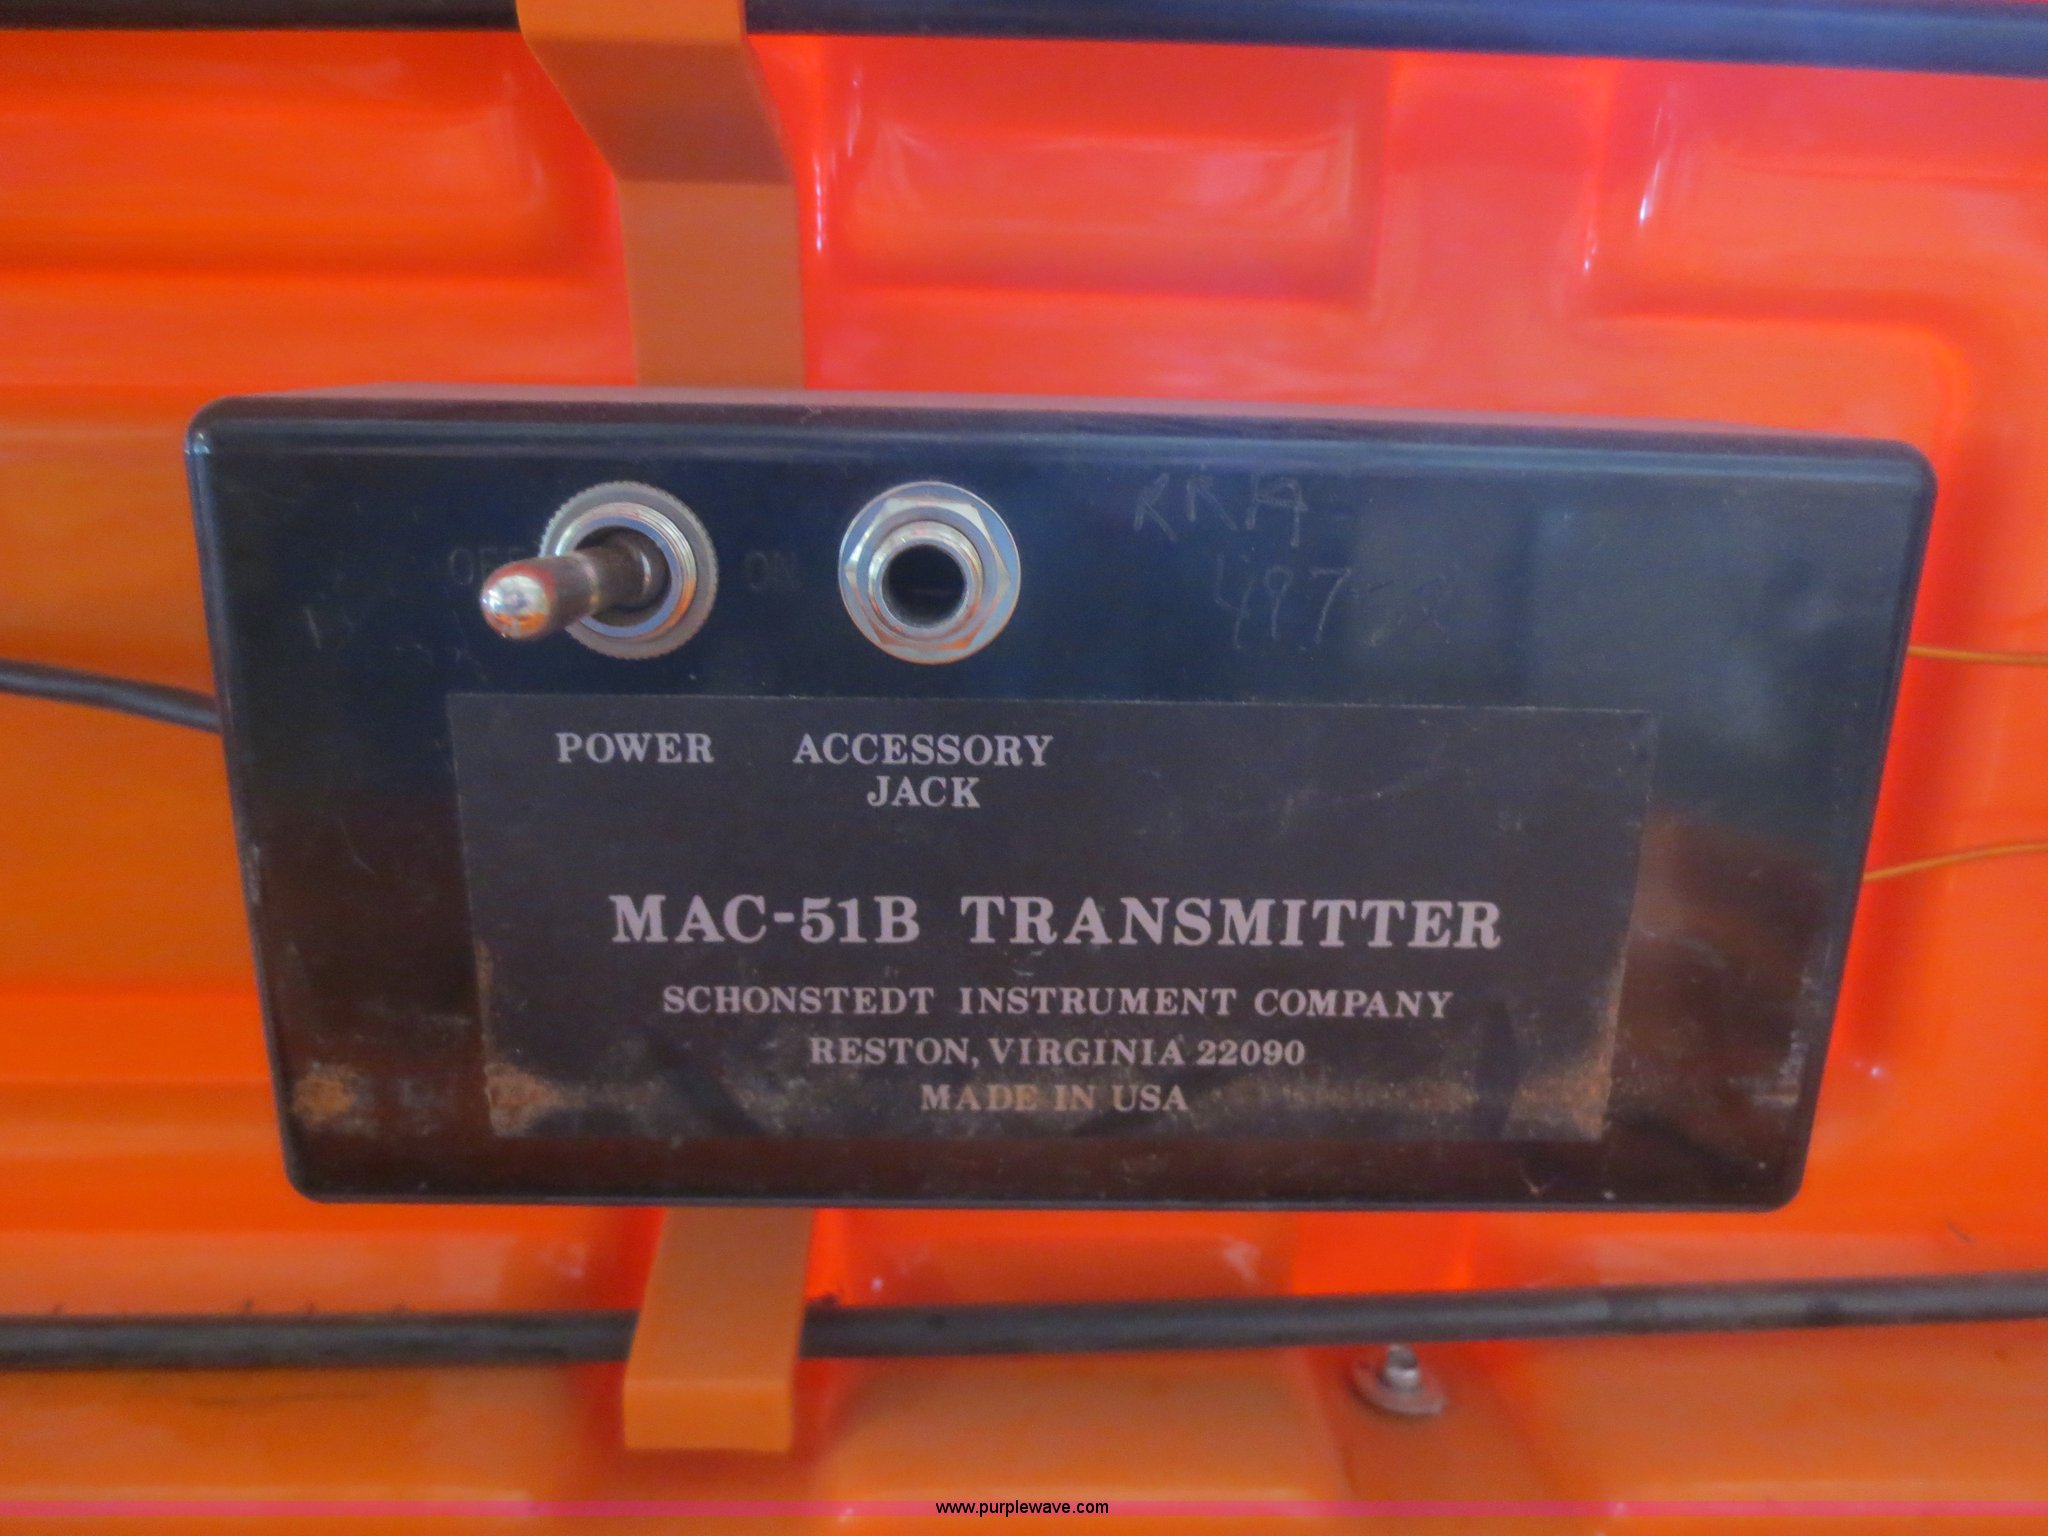 OFF ON
RRA
POWER ACCESSORY
JACK
MAC-51B TRANSMITTER
SCHONSTEDT INSTRUMENT COMPANY
RESTON, VIRGINIA 22090
MADE IN USA
www.purplewave.com